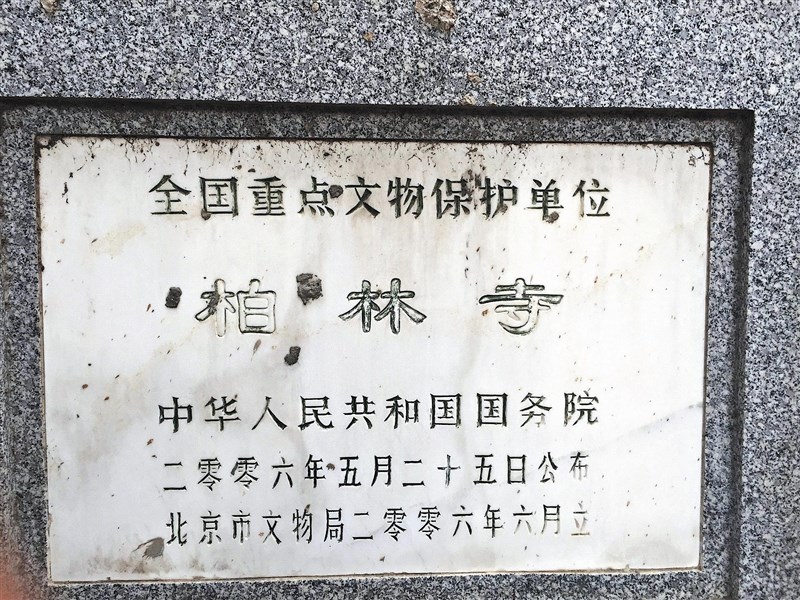 全国重点文物保护单位
柏林寺
中华人民共和国国务院
二零零六年五月二十五日公布
北京市文物局二零零六年六月立